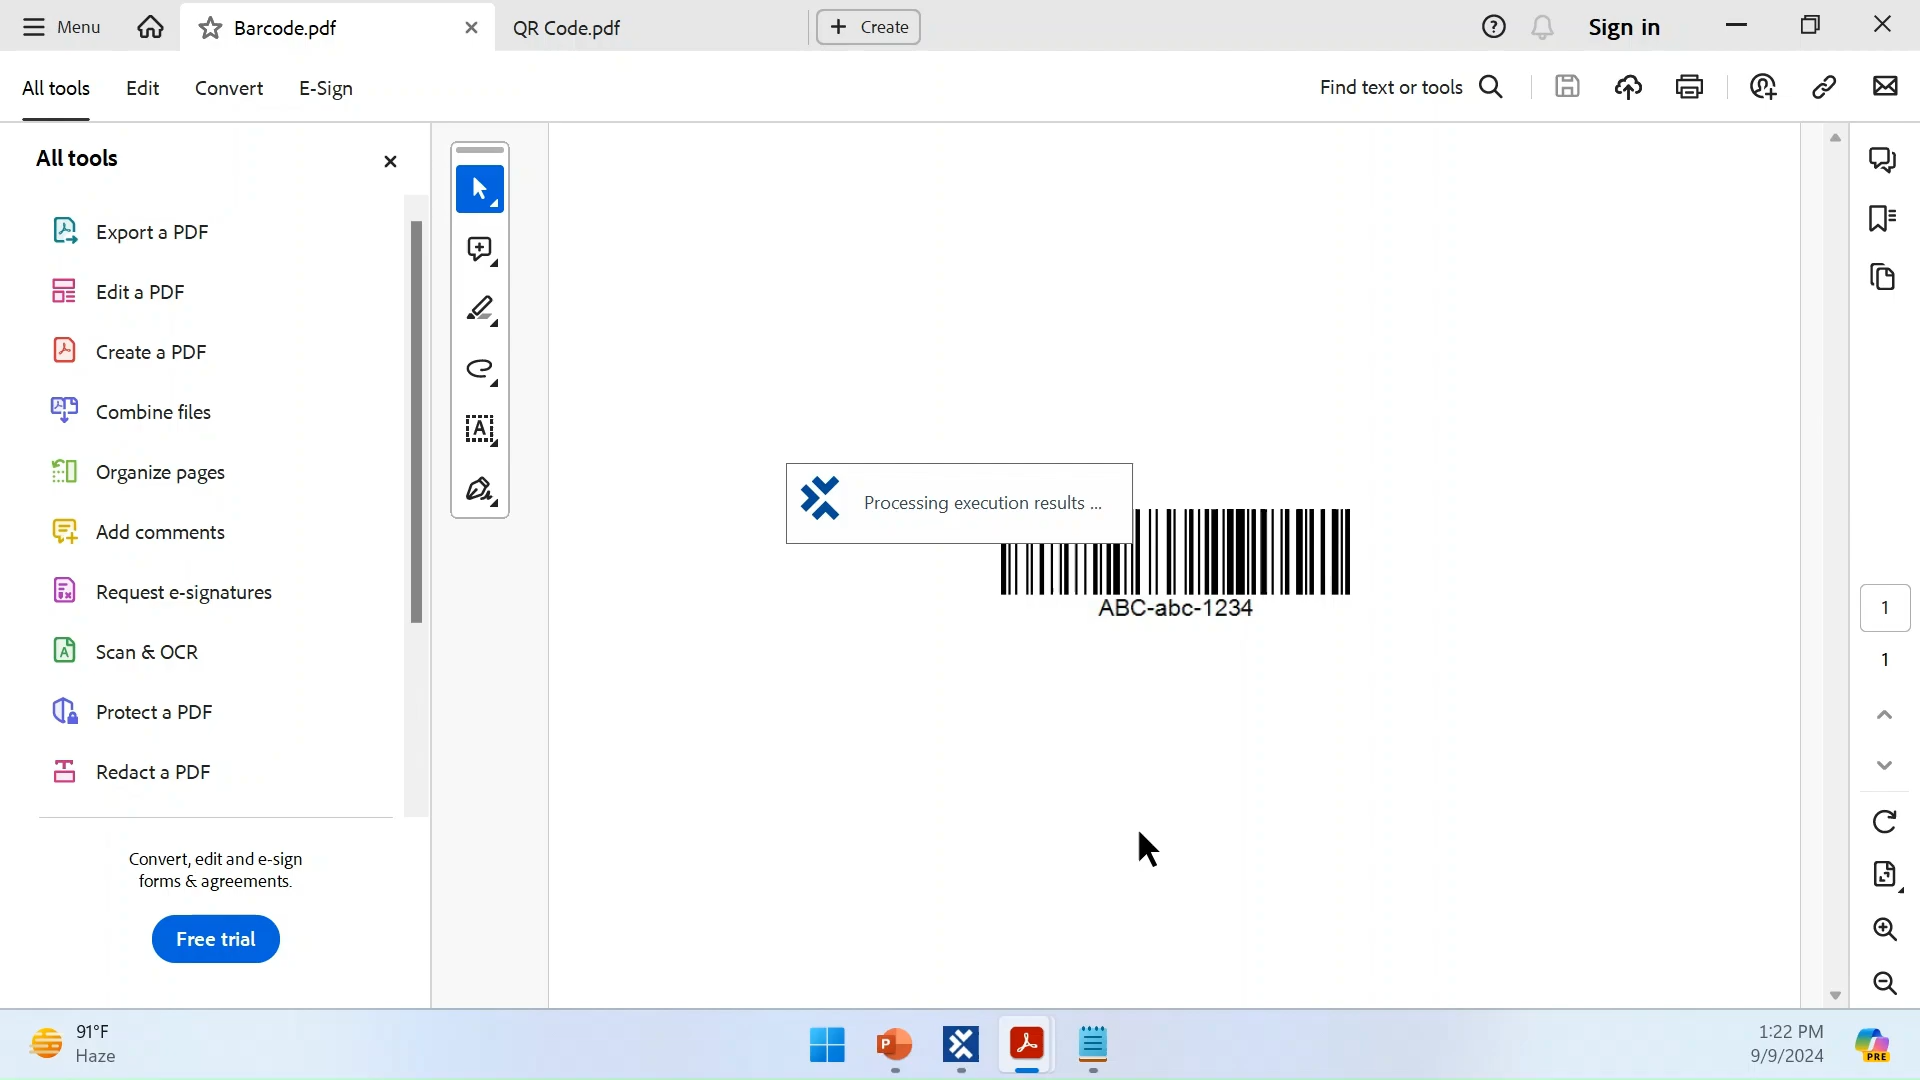 Menu
Barcode.pdf
QR Code.pdf
Create
Sign in
All tools
Edit
Convert
E-Sign
Find text or tools
All tools
Export a PDF
Edit a PDF
Create a PDF
Combine files
Organize pages
Add comments
Request e-signatures
Scan & OCR
Protect a PDF
Redact a PDF
Convert, edit and e-sign
forms & agreements.
Free trial
Processing execution results ...
ABC-abc-1234
1
1
91°F
Haze
1:22 PM
9/9/2024
PRE